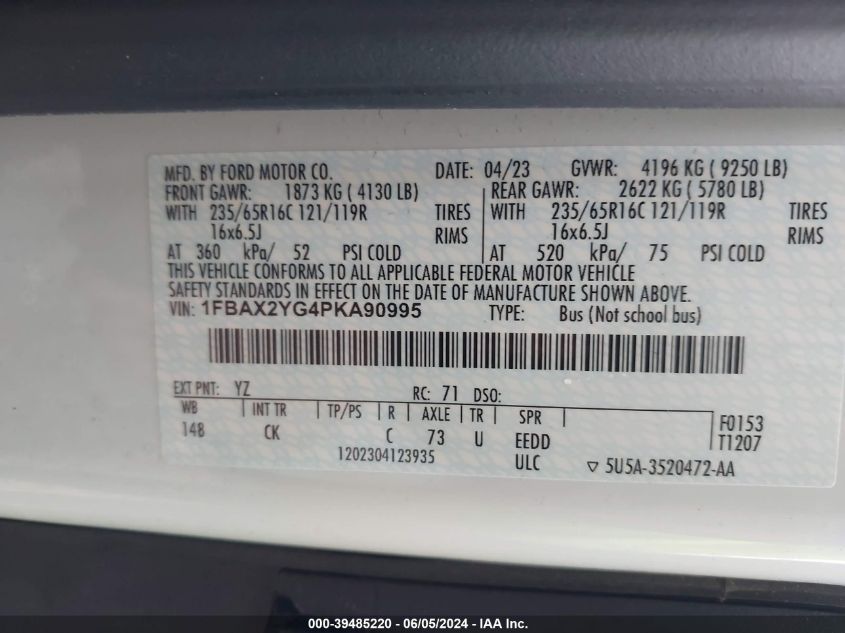 MFD. BY FORD MOTOR CO. DATE: 04/23 GVWR: 4196 KG ( 9250 LB)
FRONT GAWR: 1873 KG ( 4130 LB) REAR GAWR: 2622 KG ( 5780 LB)
WITH 235/65R16C 121/119R TIRES WITH 235/65R16C 121/119R TIRES
16x6.5J RIMS 16x6.5J RIMS
AT 360 kPa/ 52 PSI COLD AT 520 kPa/ 75 PSI COLD
THIS VEHICLE CONFORMS TO ALL APPLICABLE FEDERAL MOTOR VEHICLE
SAFETY STANDARDS IN EFFECT ON THE DATE OF MANUFACTURE SHOWN ABOVE.
VIN: 1FBAX2YG4PKA90995 TYPE: Bus (Not school bus)
EXT PNT: YZ RC: 71 DSO:
WB INT TR TP/PS R AXLE TR SPR F0153
148 CK C 73 U EEDD T1207
1202304123935 ULC ▽ 5U5A-3520472-AA
000-39485220 - 06/05/2024 - IAA Inc.